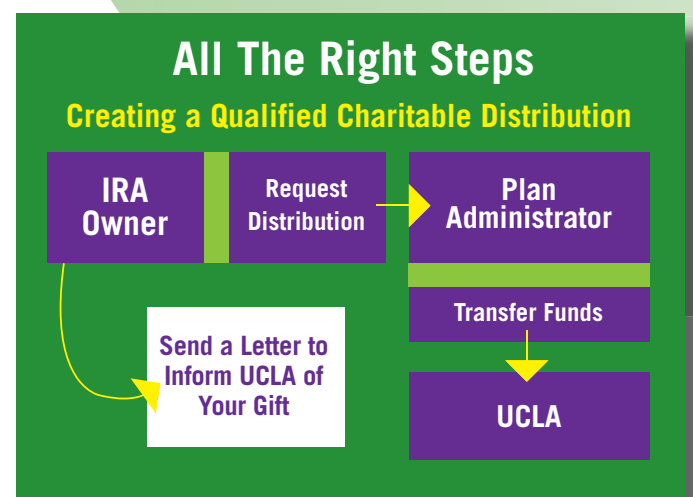 All The Right Steps
Creating a Qualified Charitable Distribution
IRA
Owner
Request
Distribution
Plan
Administrator
Transfer Funds
Send a Letter to
Inform UCLA of
Your Gift
UCLA